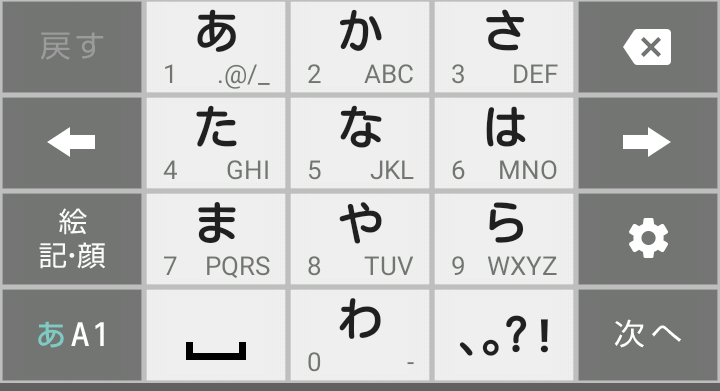 戻す あ か さ
1 .@/_ 2 ABC 3 DEF
た な は
4 GHI 5 JKL 6 MNO
絵
記・顔
ま や ら
7 PQRS 8 TUV 9 WXYZ
あA1 わ 、。?! 次へ
0 -